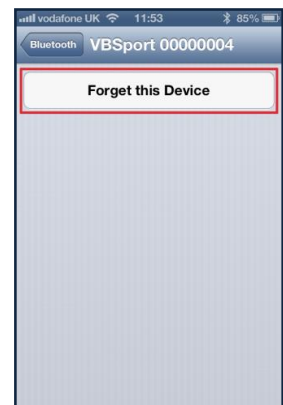 vodafone UK 11:53 85%
Bluetooth VBSport 00000004
Forget this Device